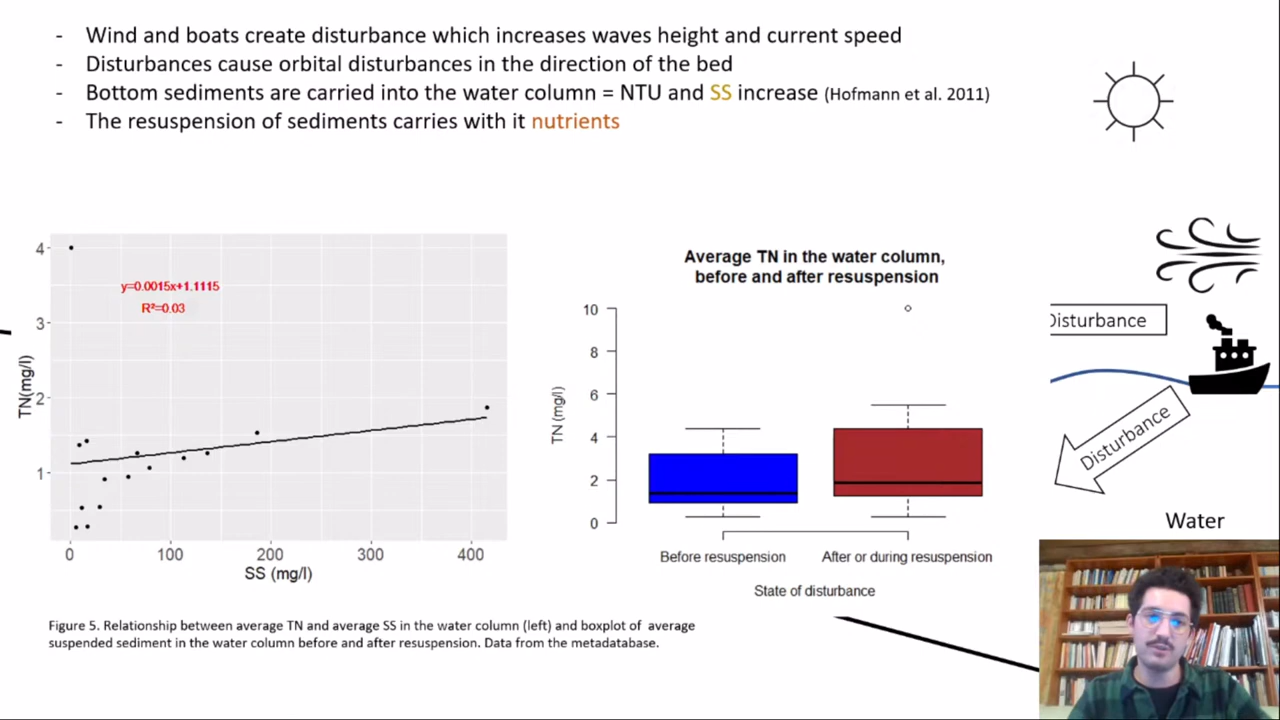 - Wind and boats create disturbance which increases waves height and current speed
- Disturbances cause orbital disturbances in the direction of the bed
- Bottom sediments are carried into the water column = NTU and SS increase (Hofmann et al. 2011)
- The resuspension of sediments carries with it nutrients
4
3
2
1
TN(mg/l)
y=0.0015x+1.1115
R²=0.03
0 100 200 300 400
SS (mg/l)
Average TN in the water column,
before and after resuspension
10
8
6
4
2
0
TN (mg/l)
Before resuspension After or during resuspension
State of disturbance
Disturbance
Disturbance
Water
Figure 5. Relationship between average TN and average SS in the water column (left) and boxplot of average
suspended sediment in the water column before and after resuspension. Data from the metadatabase.